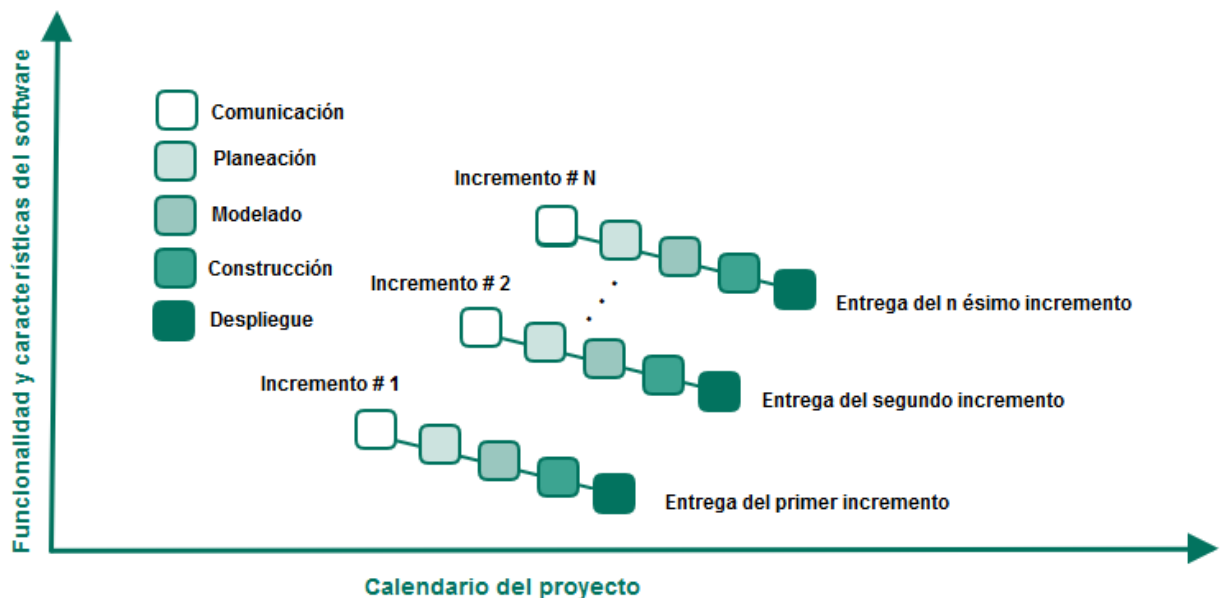 Funcionalidad y características del software
Comunicación
Planeación
Modelado
Construcción
Despliegue
Incremento # N
Entrega del n ésimo incremento
Incremento # 2
Entrega del segundo incremento
Incremento # 1
Entrega del primer incremento
Calendario del proyecto